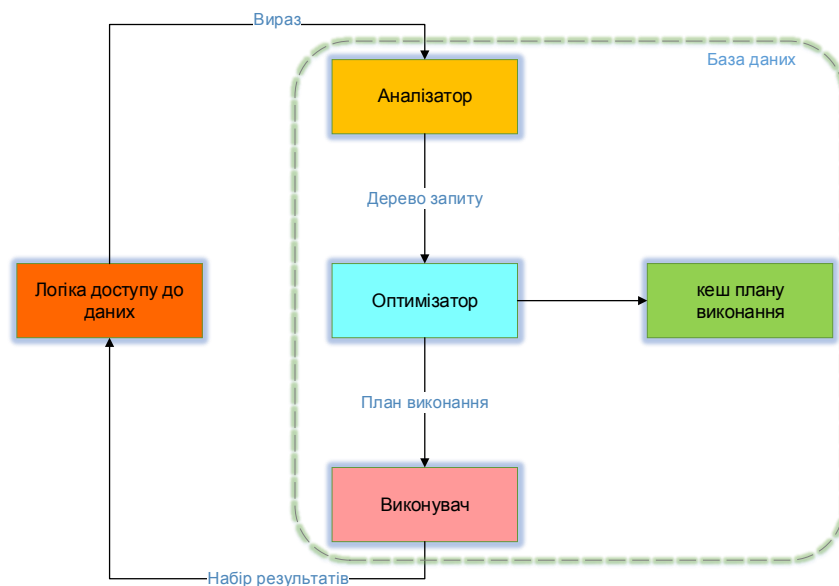 Вираз
База даних
Аналізатор
Дерево запиту
Логіка доступу до
даних
Оптимізатор
кеш плану
виконання
План виконання
Виконувач
Набір результатів